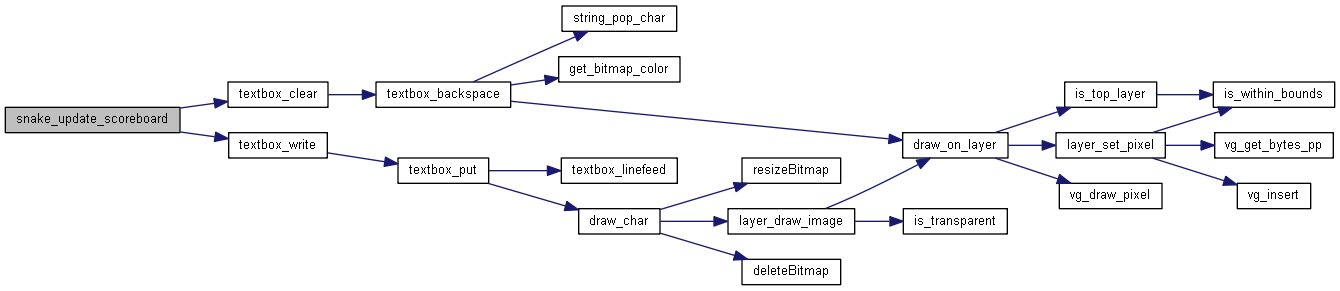 string_pop_char
get_bitmap_color
textbox_clear
textbox_backspace
is_top_layer
is_within_bounds
snake_update_scoreboard
textbox_write
draw_on_layer
layer_set_pixel
vg_get_bytes_pp
textbox_put
textbox_linefeed
resizeBitmap
vg_draw_pixel
vg_insert
draw_char
layer_draw_image
is_transparent
deleteBitmap